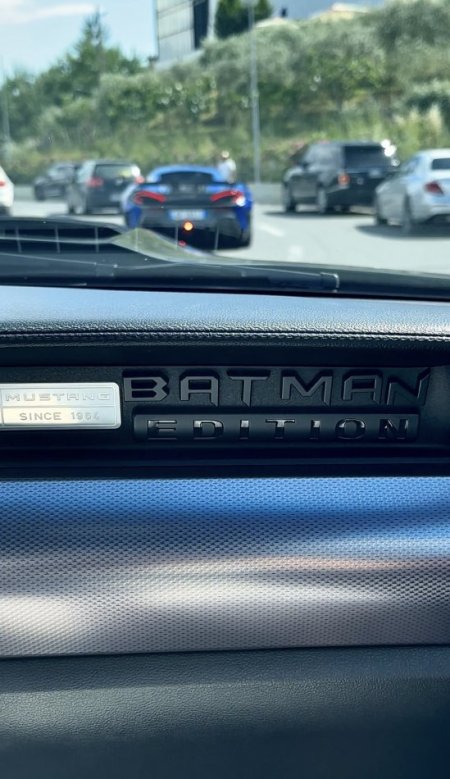 MUSTANG
SINCE 1964
BATMAN
EDITION